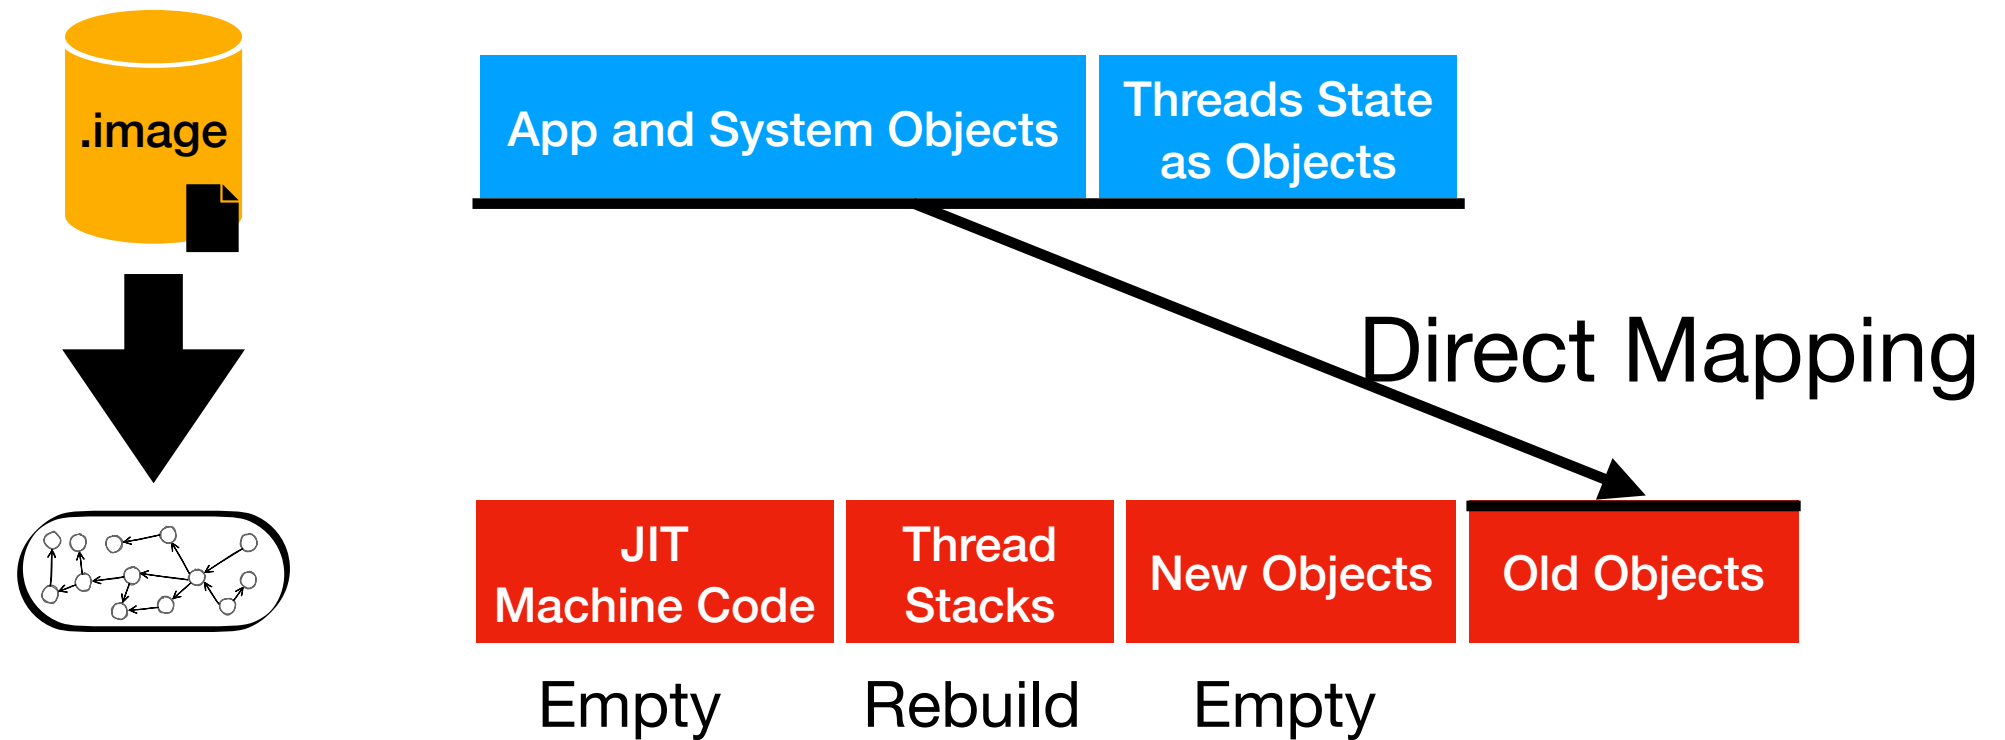 .image
App and System Objects
Threads State
as Objects
Direct Mapping
JIT
Machine Code
Thread
Stacks
New Objects
Old Objects
Empty
Rebuild
Empty